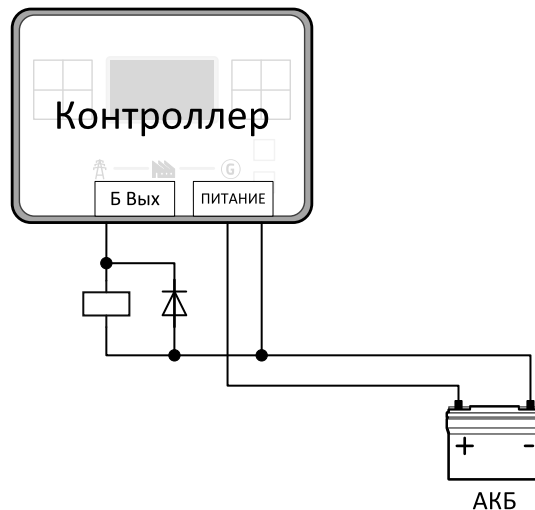 Контроллер
G
Б Вых
ПИТАНИЕ
+ -
АКБ